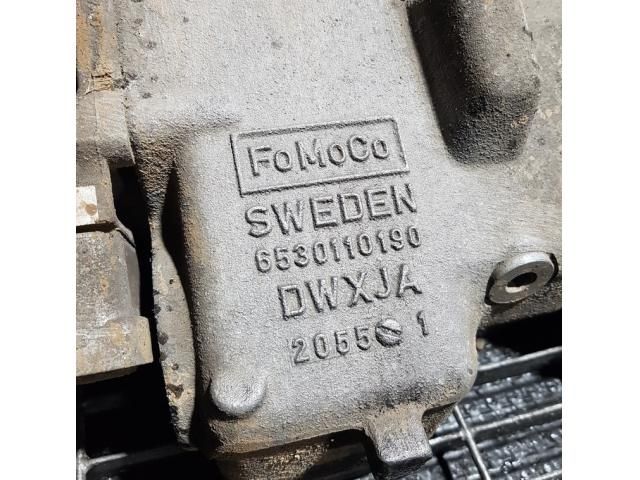 FoMoCo
SWEDEN
6530110190
DWXJA
2055 1